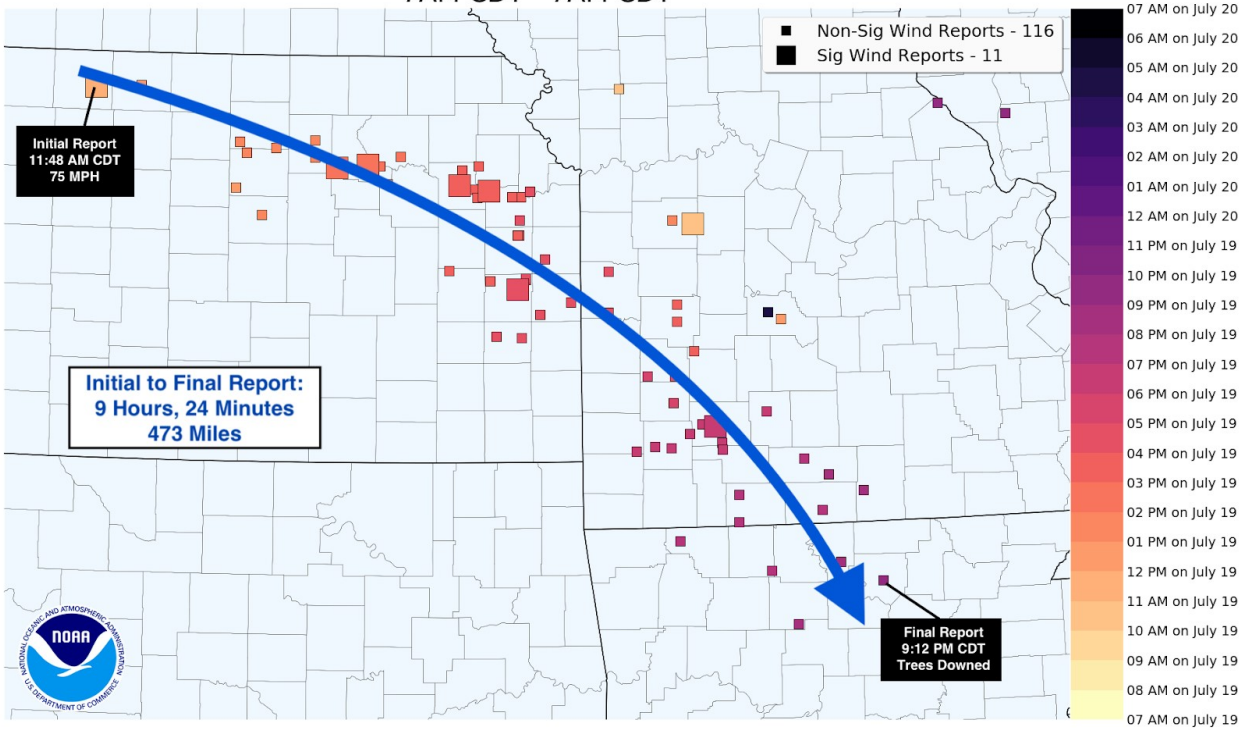 Non-Sig Wind Reports - 116
Sig Wind Reports - 11
Initial Report
11:48 AM CDT
75 MPH
Initial to Final Report:
9 Hours, 24 Minutes
473 Miles
Final Report
9:12 PM CDT
Trees Downed
NATIONAL OCEANIC AND ATMOSPHERIC ADMINISTRATION
NOAA
U.S. DEPARTMENT OF COMMERCE
07 AM on July 20
06 AM on July 20
05 AM on July 20
04 AM on July 20
03 AM on July 20
02 AM on July 20
01 AM on July 20
12 AM on July 20
11 PM on July 19
10 PM on July 19
09 PM on July 19
08 PM on July 19
07 PM on July 19
06 PM on July 19
05 PM on July 19
04 PM on July 19
03 PM on July 19
02 PM on July 19
01 PM on July 19
12 PM on July 19
11 AM on July 19
10 AM on July 19
09 AM on July 19
08 AM on July 19
07 AM on July 19